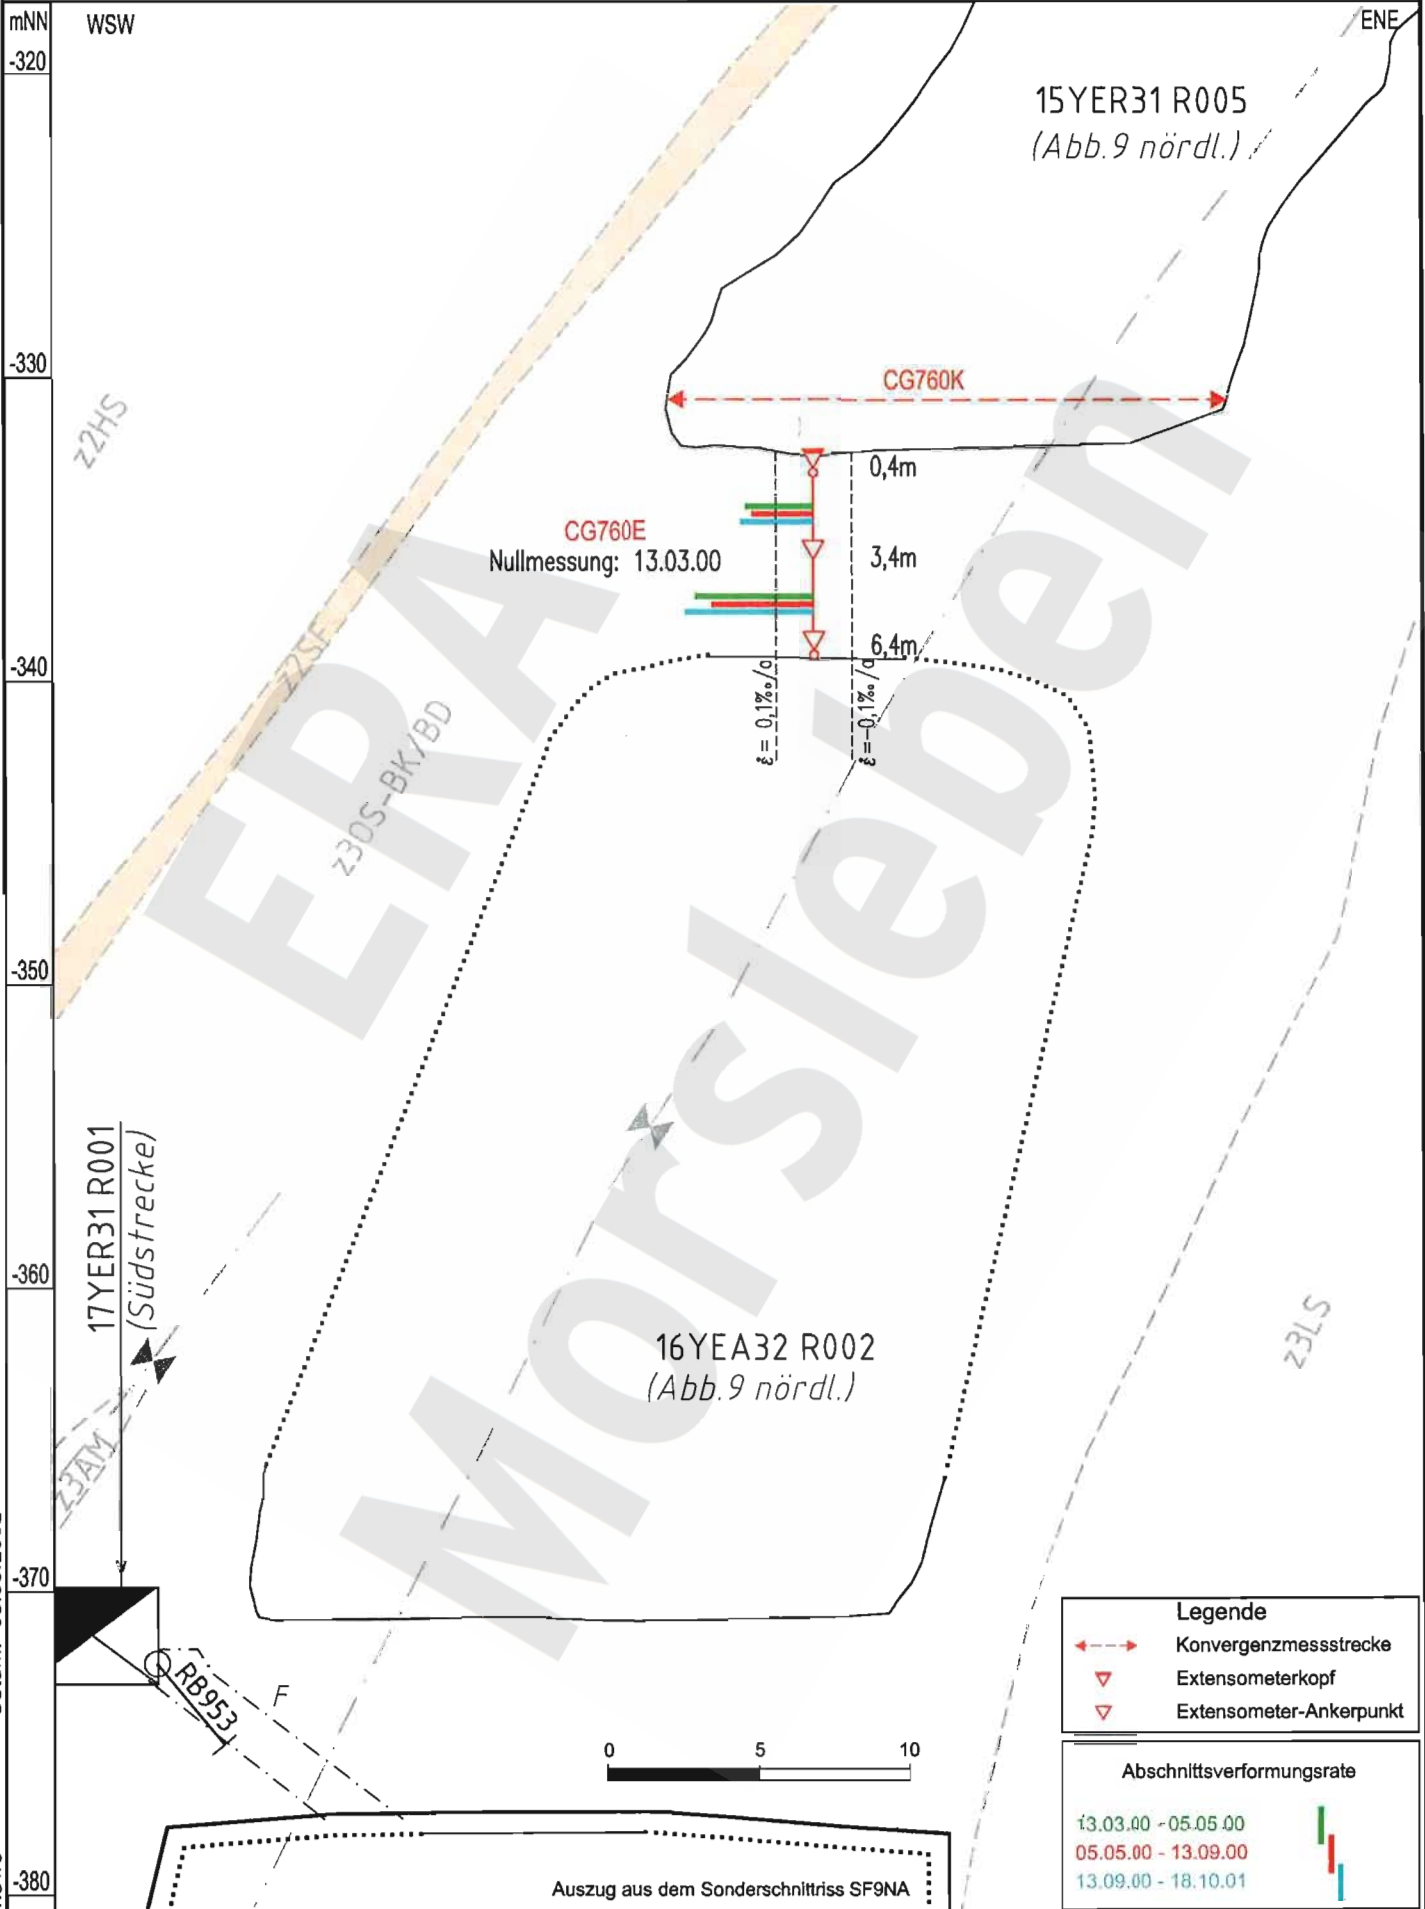 mNN
WSW
ENE
-320
15YER31 R005
(Abb.9 nördl.)
-330
CG760K
z2HS
0,4m
CG760E
Nullmessung: 13.03.00
3,4m
6,4m
-340
z2SF
z3OS-BK/BD
ε̇ = 0,1‰/a
ε̇ = -0,1‰/a
ERA
Morsleben
-350
17YER31 R001
(Südstrecke)
-360
z3LS
16YEA32 R002
(Abb.9 nördl.)
z3AM
-370
RB953
F
Legende
Konvergenzmessstrecke
Extensometerkopf
Extensometer-Ankerpunkt
0 5 10
Abschnittsverformungsrate
13.03.00 - 05.05.00
05.05.00 - 13.09.00
13.09.00 - 18.10.01
-380
Auszug aus dem Sonderschnittriss SF9NA